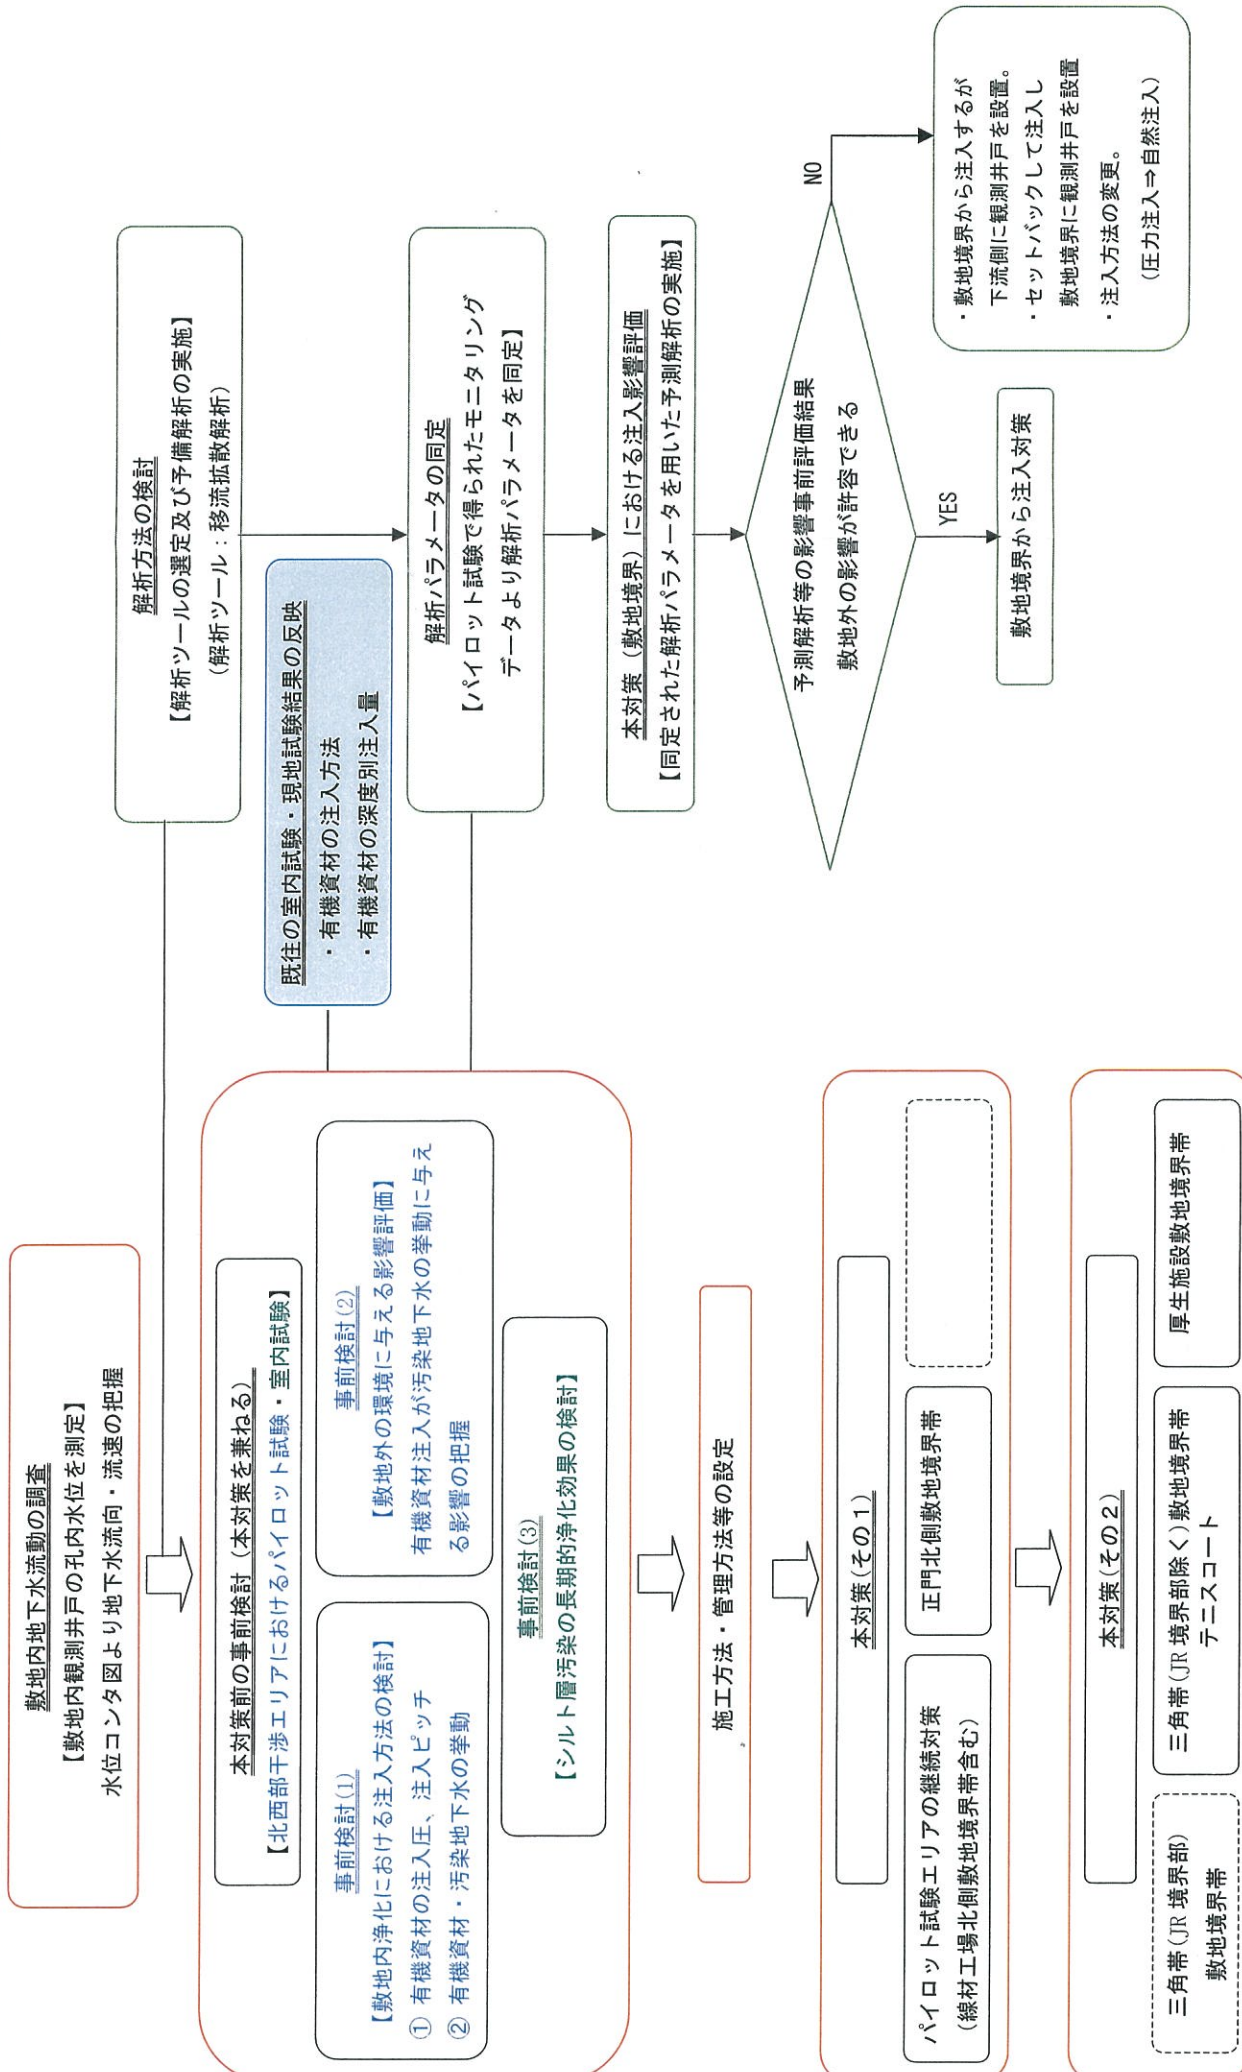 敷地内地下水流動の調査
【敷地内観測井戸の孔内水位を測定】
水位コンタ図より地下水流向・流速の把握
本対策前の事前検討（本対策を兼ねる）
【北西部干渉エリアにおけるパイロット試験・室内試験】
事前検討(1)
【敷地内浄化における注入方法の検討】
① 有機資材の注入圧、注入ピッチ
② 有機資材・汚染地下水の挙動
事前検討(2)
【敷地外の環境に与える影響評価】
有機資材注入が汚染地下水の挙動に与え
る影響の把握
事前検討(3)
【シルト層汚染の長期的浄化効果の検討】
施工方法・管理方法等の設定
本対策(その１)
パイロット試験エリアの継続対策
(線材工場北側敷地境界帯含む)
正門北側敷地境界帯
本対策(その２)
三角帯(JR 境界部)
敷地境界帯
三角帯(JR 境界部除く)敷地境界帯
テニスコート
厚生施設敷地境界帯
解析方法の検討
【解析ツールの選定及び予備解析の実施】
（解析ツール：移流拡散解析）
既往の室内試験・現地試験結果の反映
・有機資材の注入方法
・有機資材の深度別注入量
解析パラメータの同定
【パイロット試験で得られたモニタリング
データより解析パラメータを同定】
本対策（敷地境界）における注入影響評価
【同定された解析パラメータを用いた予測解析の実施】
予測解析等の影響事前評価結果
敷地外の影響が許容できる
YES
NO
敷地境界から注入対策
・敷地境界から注入するが
下流側に観測井戸を設置。
・セットバックして注入し
敷地境界に観測井戸を設置
・注入方法の変更。
（圧力注入⇒自然注入）